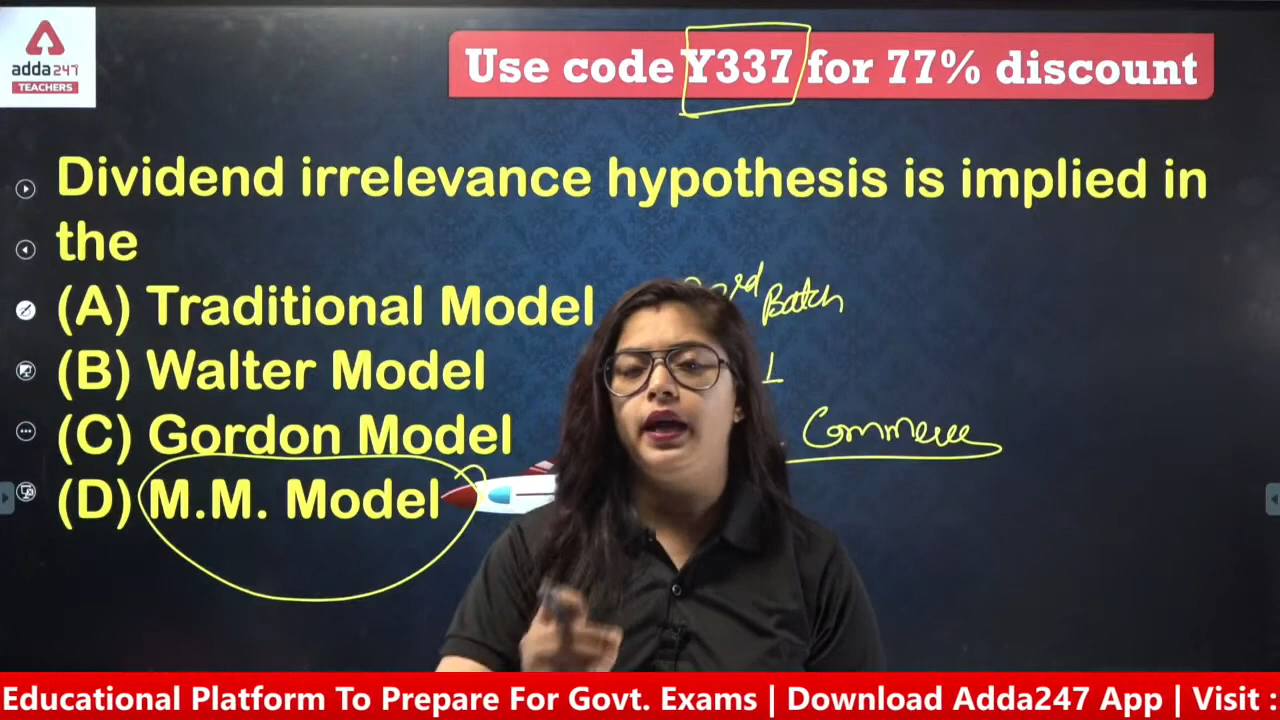 adda247
TEACHERS
Use code Y337 for 77% discount
Dividend irrelevance hypothesis is implied in
the
(A) Traditional Model
Batch
(B) Walter Model
(C) Gordon Model
Commerce
(D) M.M. Model
Educational Platform To Prepare For Govt. Exams | Download Adda247 App | Visit :